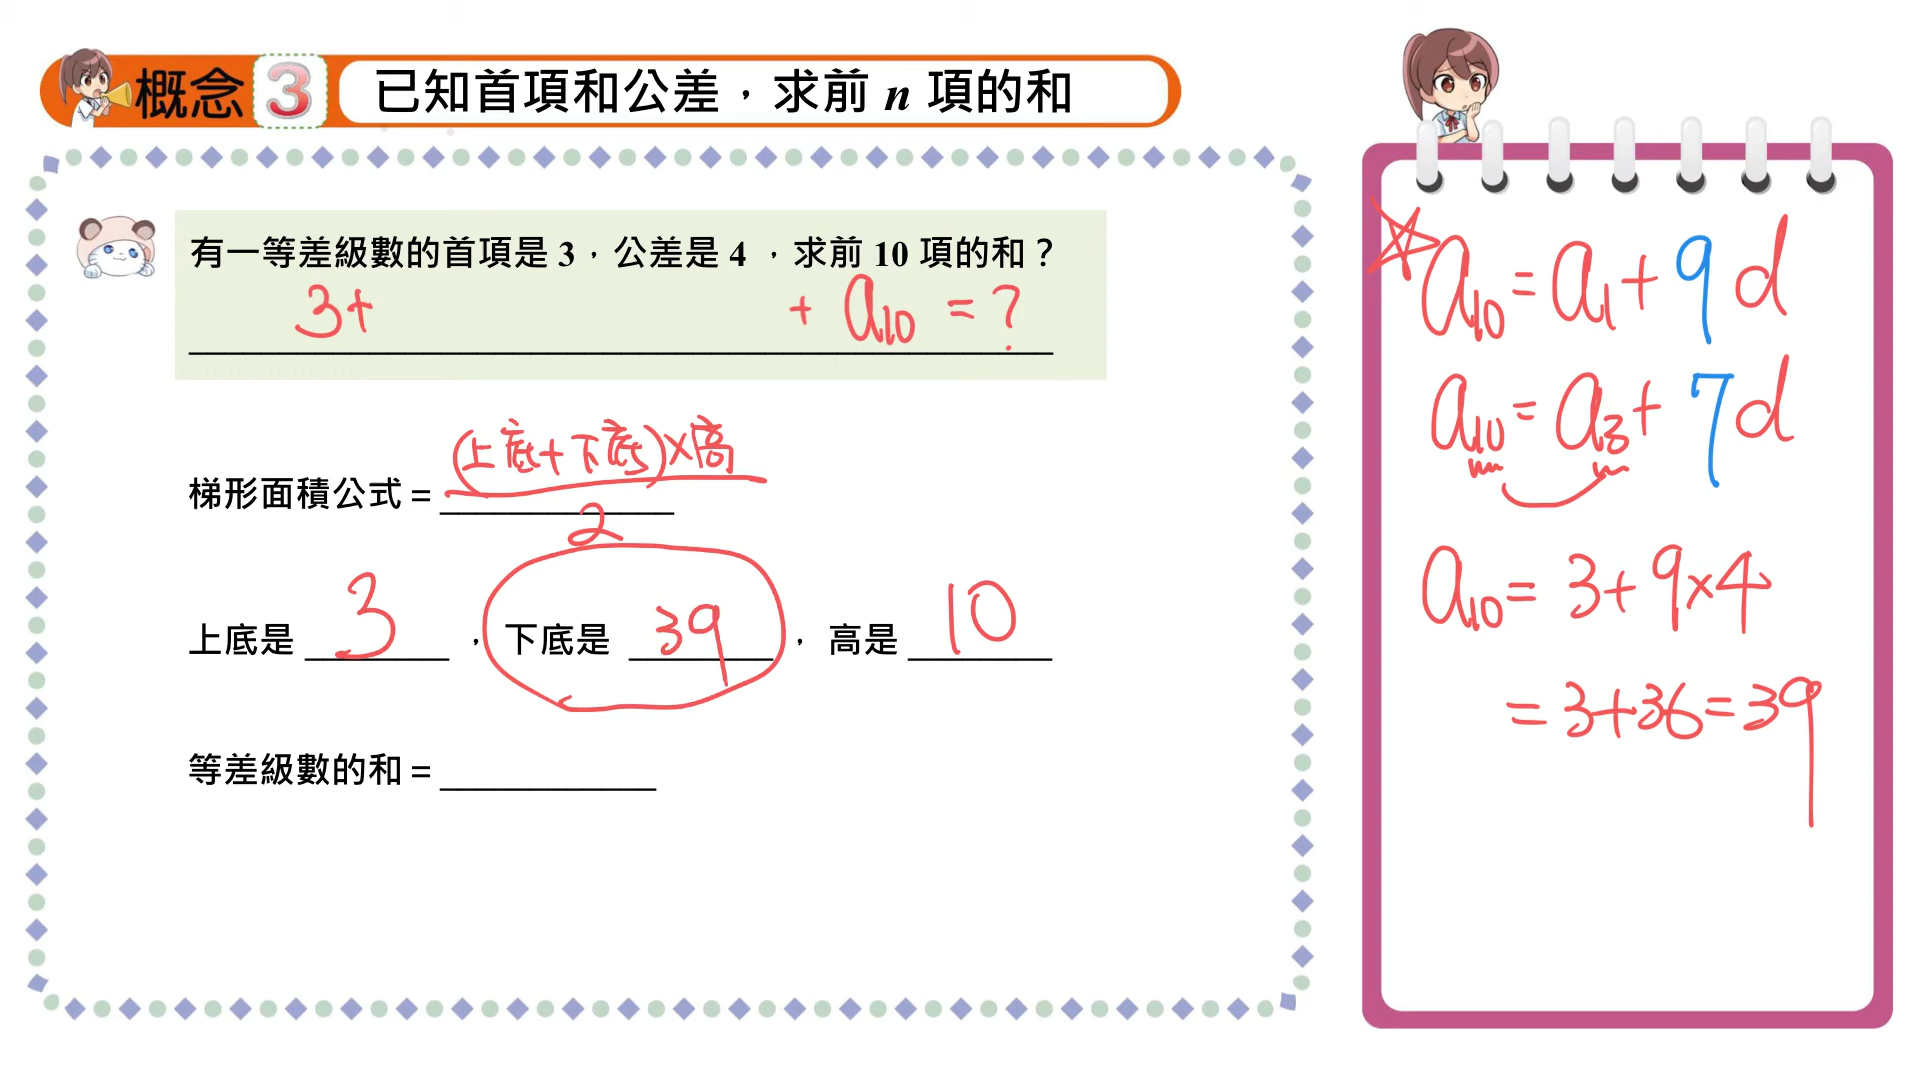 概念 3 已知首項和公差，求前 n 項的和
有一等差級數的首項是 3，公差是 4 ，求前 10 項的和？
3+ + a10 = ?
梯形面積公式 = (上底+下底)×高
2
上底是 3 ， 下底是 39 ， 高是 10
等差級數的和 =
a10 = a1 + 9d
a10 = a3 + 7d
a10 = 3+9×4
= 3+36=39